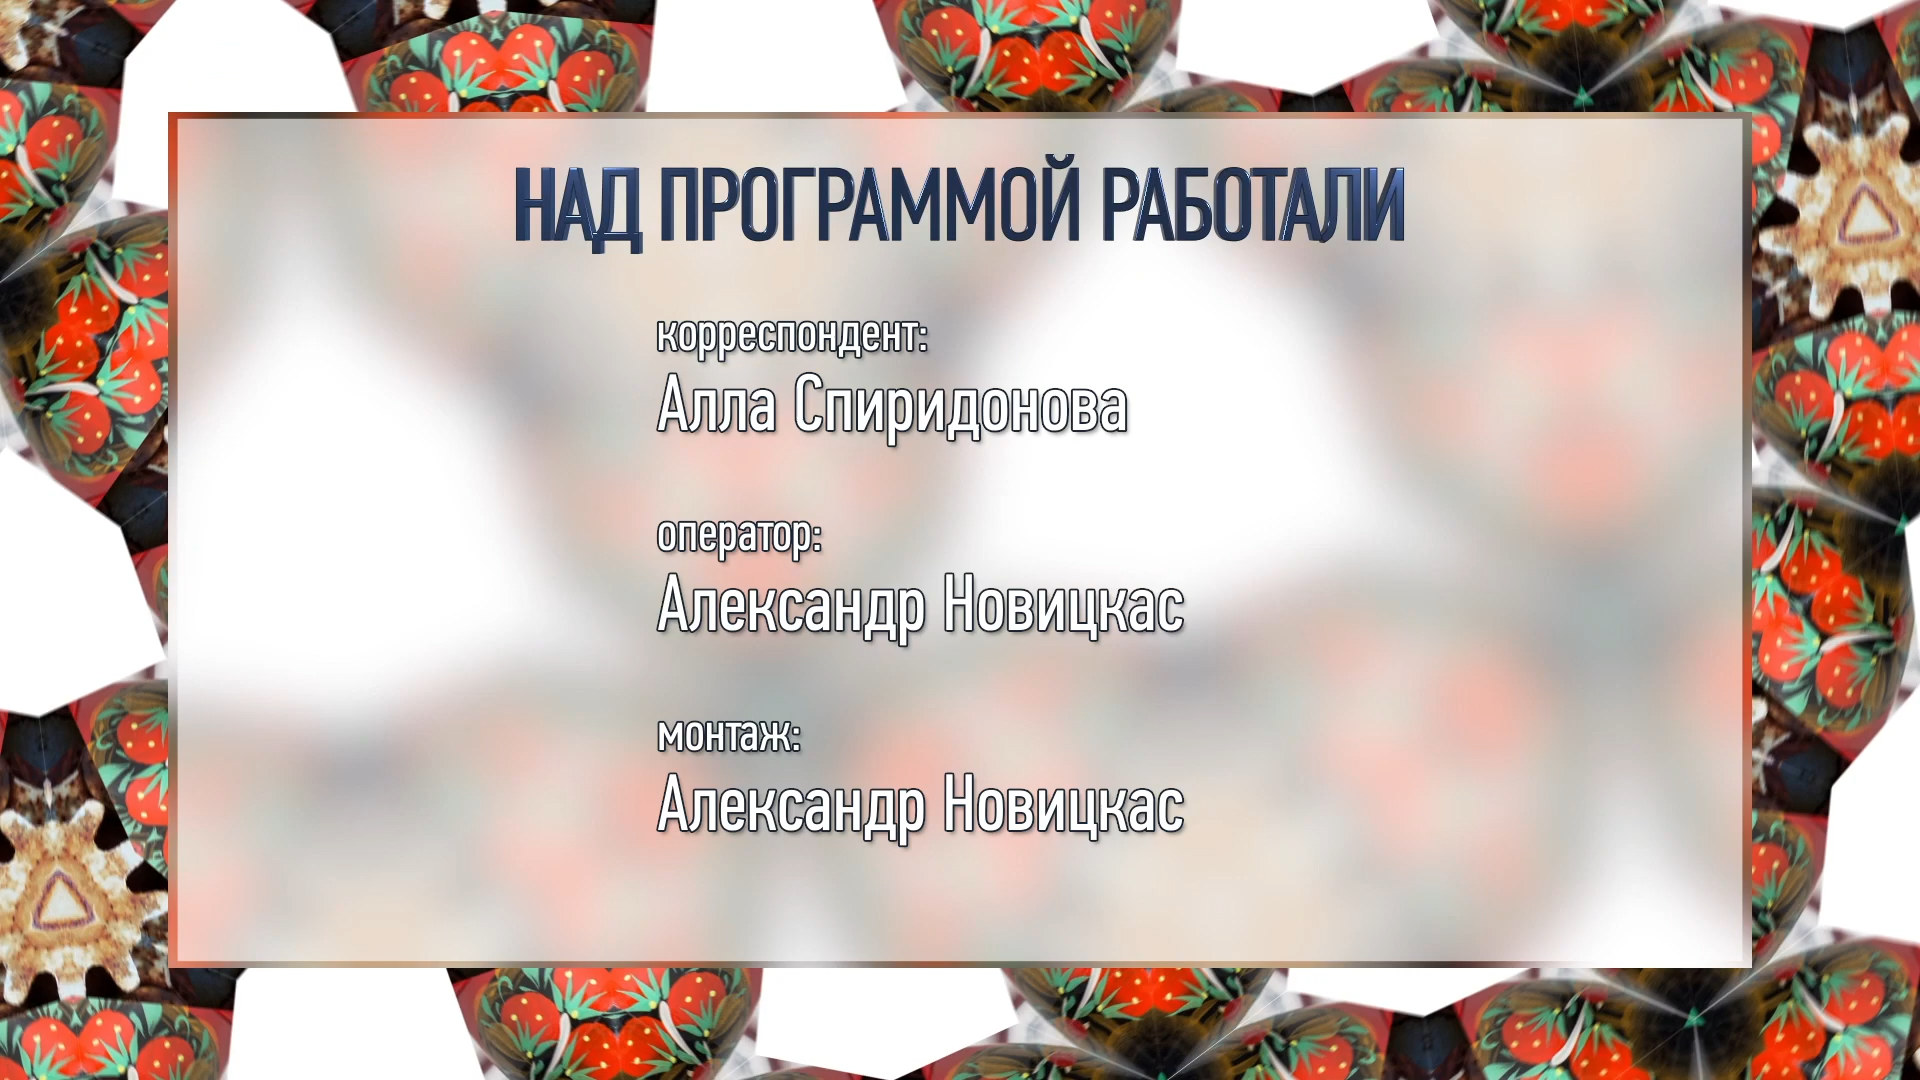 НАД ПРОГРАММОЙ РАБОТАЛИ
корреспондент:
Алла Спиридонова
оператор:
Александр Новицкас
монтаж:
Александр Новицкас